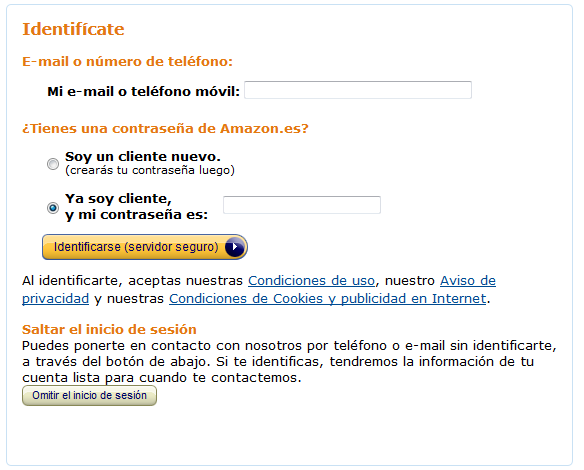 Identifícate
E-mail o número de teléfono:
Mi e-mail o teléfono móvil:
¿Tienes una contraseña de Amazon.es?
Soy un cliente nuevo.
(crearás tu contraseña luego)
Ya soy cliente,
y mi contraseña es:
Identificarse (servidor seguro)
Al identificarte, aceptas nuestras Condiciones de uso, nuestro Aviso de
privacidad y nuestras Condiciones de Cookies y publicidad en Internet.
Saltar el inicio de sesión
Puedes ponerte en contacto con nosotros por teléfono o e-mail sin identificarte,
a través del botón de abajo. Si te identificas, tendremos la información de tu
cuenta lista para cuando te contactemos.
Omitir el inicio de sesión